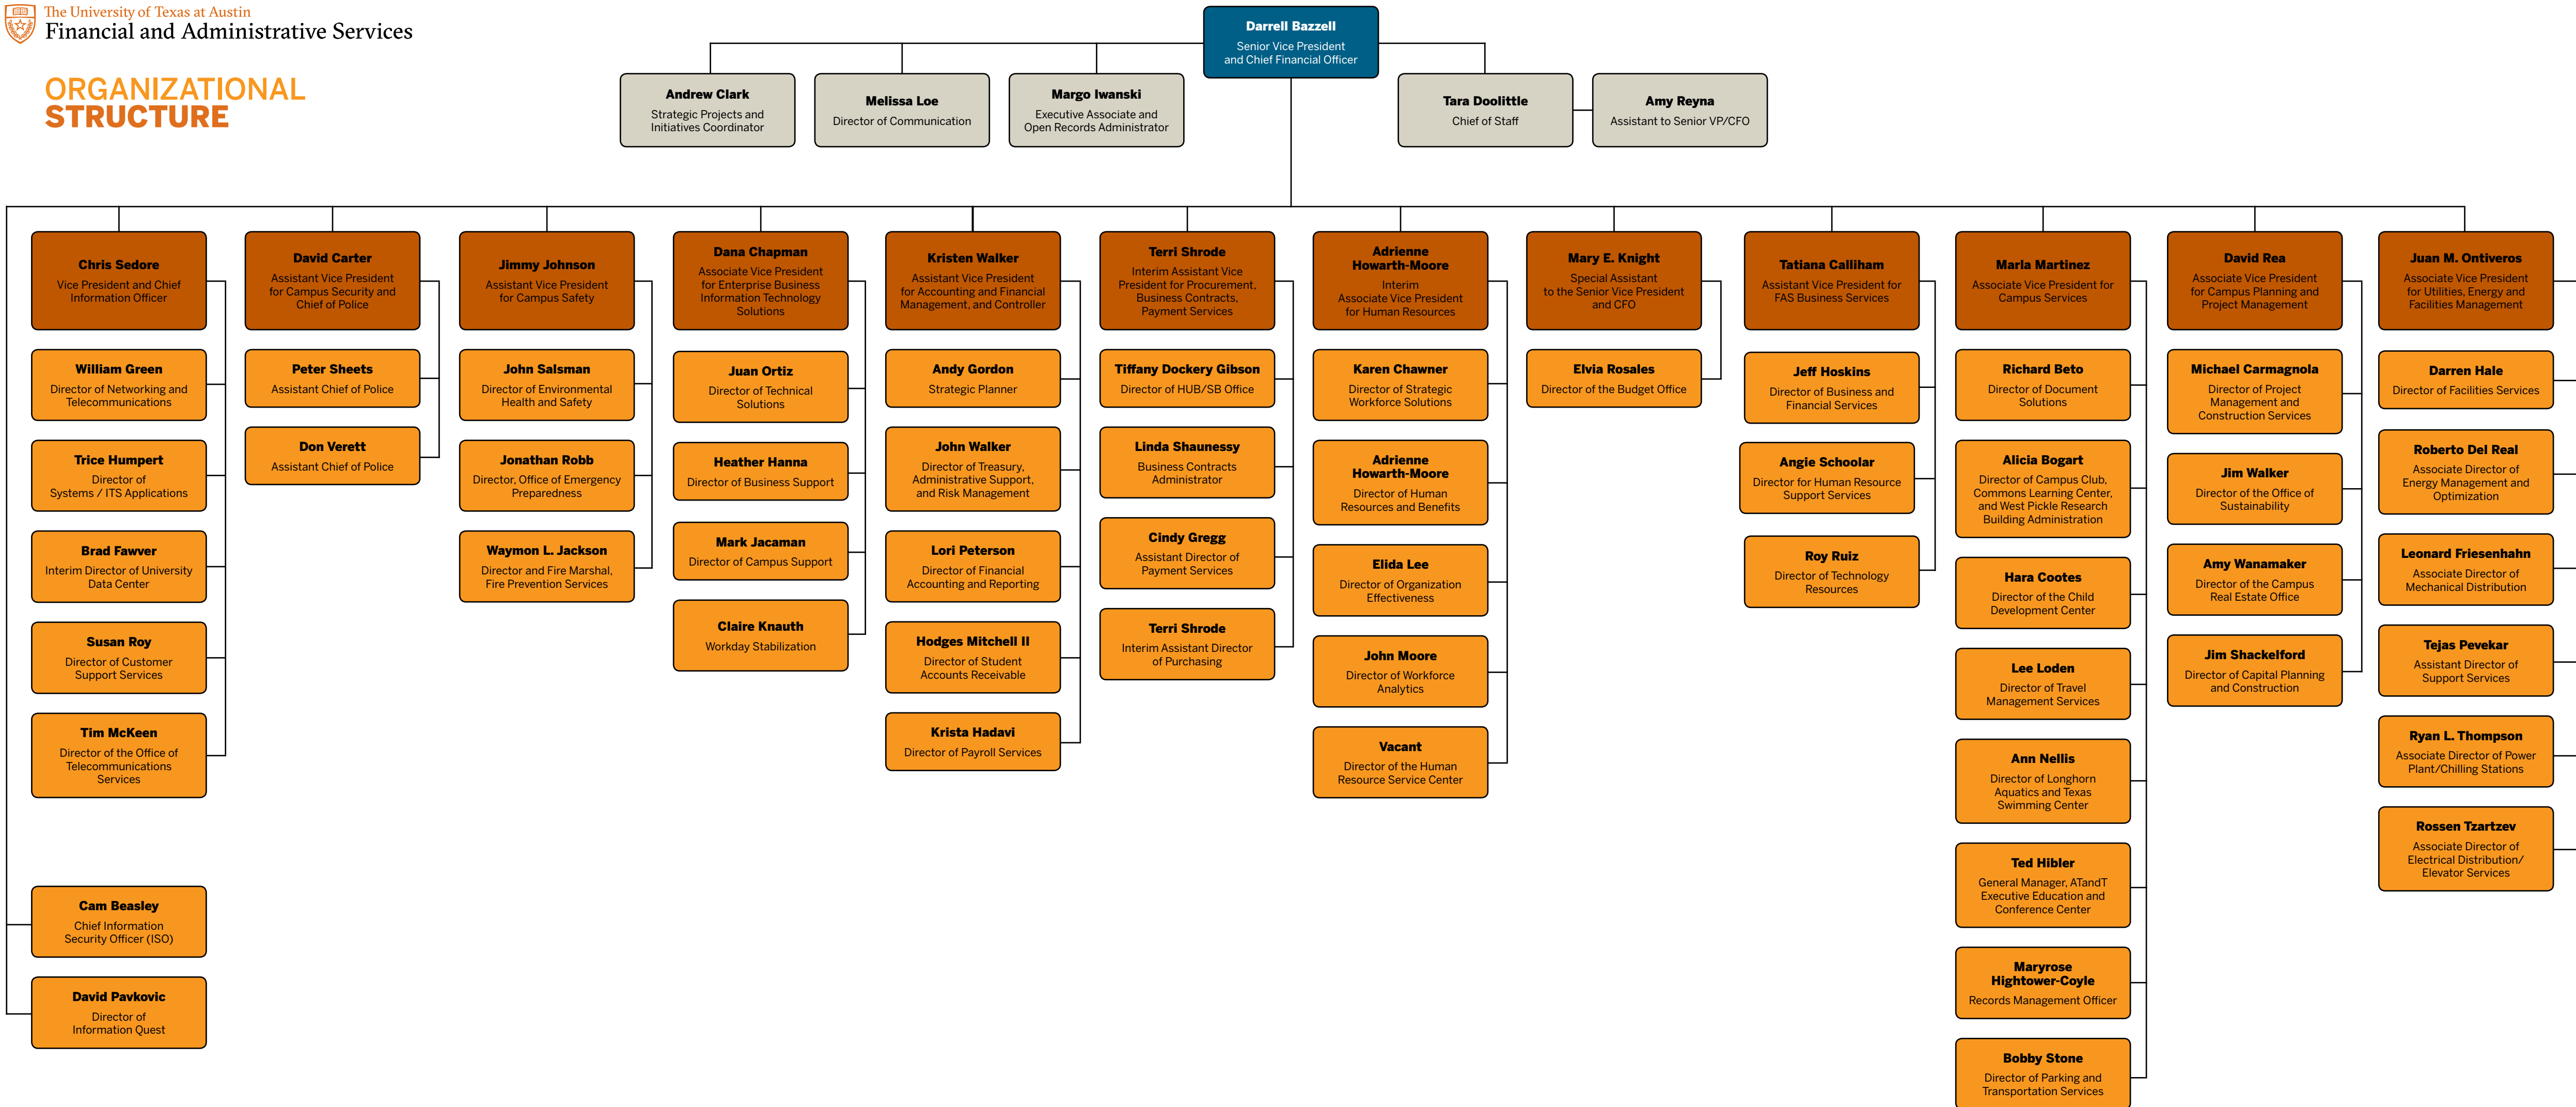 The University of Texas at Austin
Financial and Administrative Services
ORGANIZATIONAL
STRUCTURE
Darrell Bazzell
Senior Vice President
and Chief Financial Officer
Andrew Clark
Strategic Projects and
Initiatives Coordinator
Melissa Loe
Director of Communication
Margo Iwanski
Executive Associate and
Open Records Administrator
Tara Doolittle
Chief of Staff
Amy Reyna
Assistant to Senior VP/CFO
Chris Sedore
Vice President and Chief
Information Officer
William Green
Director of Networking and
Telecommunications
Trice Humpert
Director of
Systems / ITS Applications
Brad Fawver
Interim Director of University
Data Center
Susan Roy
Director of Customer
Support Services
Tim McKeen
Director of the Office of
Telecommunications
Services
Cam Beasley
Chief Information
Security Officer (ISO)
David Pavkovic
Director of
Information Quest
David Carter
Assistant Vice President
for Campus Security and
Chief of Police
Peter Sheets
Assistant Chief of Police
Don Verett
Assistant Chief of Police
Jimmy Johnson
Assistant Vice President
for Campus Safety
John Salsman
Director of Environmental
Health and Safety
Jonathan Robb
Director, Office of Emergency
Preparedness
Waymon L. Jackson
Director and Fire Marshal,
Fire Prevention Services
Dana Chapman
Associate Vice President
for Enterprise Business
Information Technology
Solutions
Juan Ortiz
Director of Technical
Solutions
Heather Hanna
Director of Business Support
Mark Jacaman
Director of Campus Support
Claire Knauth
Workday Stabilization
Kristen Walker
Assistant Vice President
for Accounting and Financial
Management, and Controller
Andy Gordon
Strategic Planner
John Walker
Director of Treasury,
Administrative Support,
and Risk Management
Lori Peterson
Director of Financial
Accounting and Reporting
Hodges Mitchell II
Director of Student
Accounts Receivable
Krista Hadavi
Director of Payroll Services
Terri Shrode
Interim Assistant Vice
President for Procurement,
Business Contracts,
Payment Services
Tiffany Dockery Gibson
Director of HUB/SB Office
Linda Shaunessy
Business Contracts
Administrator
Cindy Gregg
Assistant Director of
Payment Services
Terri Shrode
Interim Assistant Director
of Purchasing
Adrienne
Howarth-Moore
Interim
Associate Vice President
for Human Resources
Karen Chawner
Director of Strategic
Workforce Solutions
Adrienne
Howarth-Moore
Director of Human
Resources and Benefits
Elida Lee
Director of Organization
Effectiveness
John Moore
Director of Workforce
Analytics
Vacant
Director of the Human
Resource Service Center
Mary E. Knight
Special Assistant
to the Senior Vice President
and CFO
Elvia Rosales
Director of the Budget Office
Tatiana Calliham
Assistant Vice President for
FAS Business Services
Jeff Hoskins
Director of Business and
Financial Services
Angie Schoolar
Director for Human Resource
Support Services
Roy Ruiz
Director of Technology
Resources
Marla Martinez
Associate Vice President for
Campus Services
Richard Beto
Director of Document
Solutions
Alicia Bogart
Director of Campus Club,
Commons Learning Center,
and West Pickle Research
Building Administration
Hara Cootes
Director of the Child
Development Center
Lee Loden
Director of Travel
Management Services
Ann Nellis
Director of Longhorn
Aquatics and Texas
Swimming Center
Ted Hibler
General Manager, ATandT
Executive Education and
Conference Center
Maryrose
Hightower-Coyle
Records Management Officer
Bobby Stone
Director of Parking and
Transportation Services
David Rea
Associate Vice President
for Campus Planning and
Project Management
Michael Carmagnola
Director of Project
Management and
Construction Services
Jim Walker
Director of the Office of
Sustainability
Amy Wanamaker
Director of the Campus
Real Estate Office
Jim Shackelford
Director of Capital Planning
and Construction
Juan M. Ontiveros
Associate Vice President
for Utilities, Energy and
Facilities Management
Darren Hale
Director of Facilities Services
Roberto Del Real
Associate Director of
Energy Management and
Optimization
Leonard Friesenhahn
Associate Director of
Mechanical Distribution
Tejas Pevekar
Assistant Director of
Support Services
Ryan L. Thompson
Associate Director of Power
Plant/Chilling Stations
Rossen Tzartzev
Associate Director of
Electrical Distribution/
Elevator Services